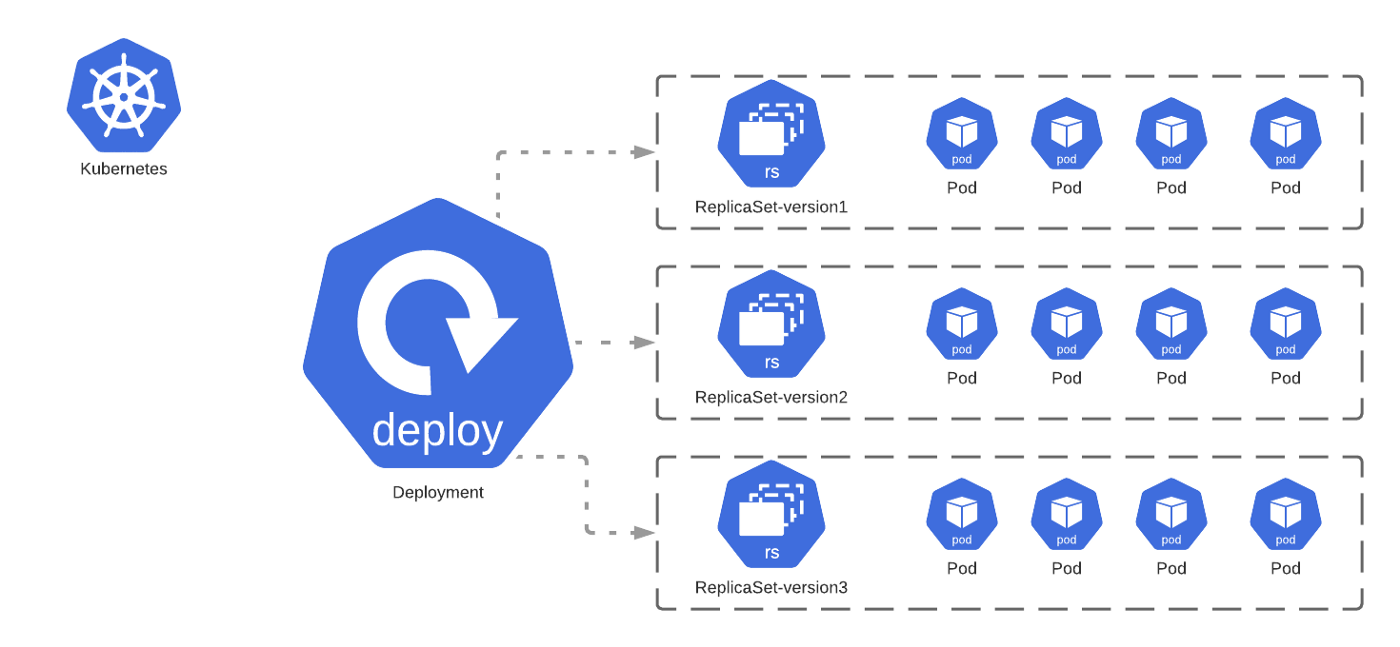 Kubernetes
deploy
Deployment
rs
ReplicaSet-version1
pod pod pod pod
Pod Pod Pod Pod
rs
ReplicaSet-version2
pod pod pod pod
Pod Pod Pod Pod
rs
ReplicaSet-version3
pod pod pod pod
Pod Pod Pod Pod